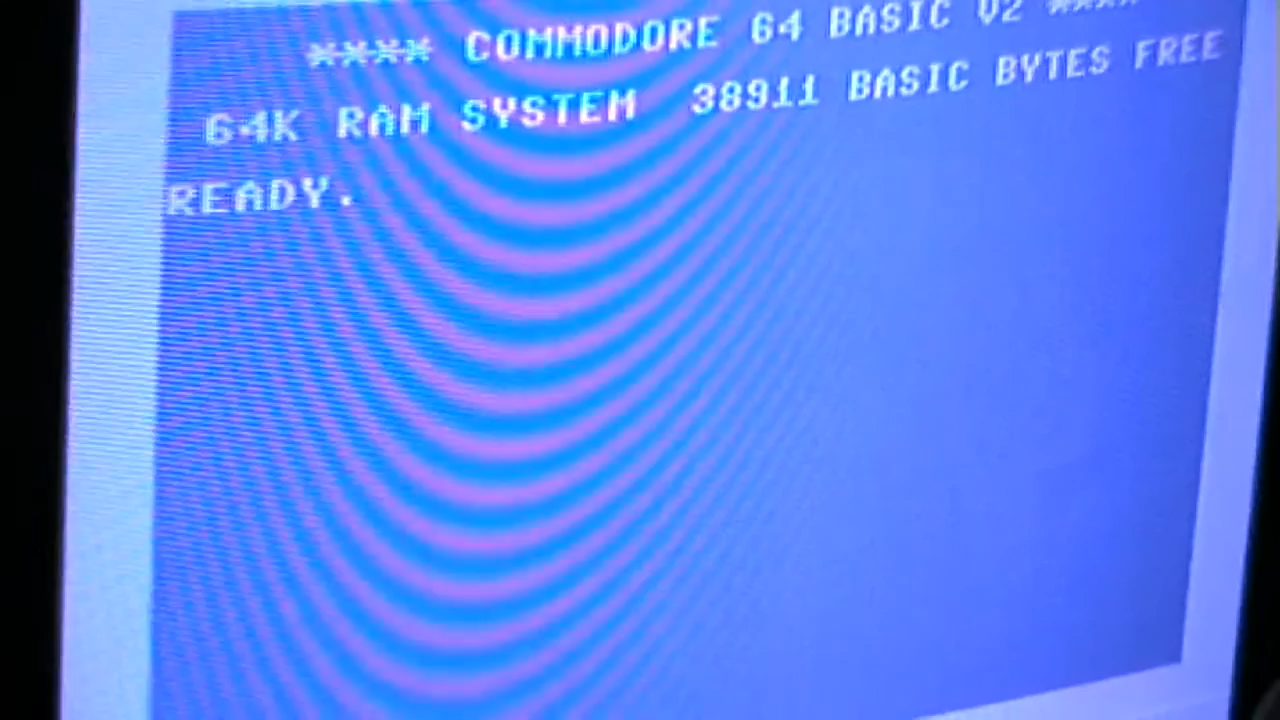 **** COMMODORE 64 BASIC V2 ****
64K RAM SYSTEM 38911 BASIC BYTES FREE
READY.